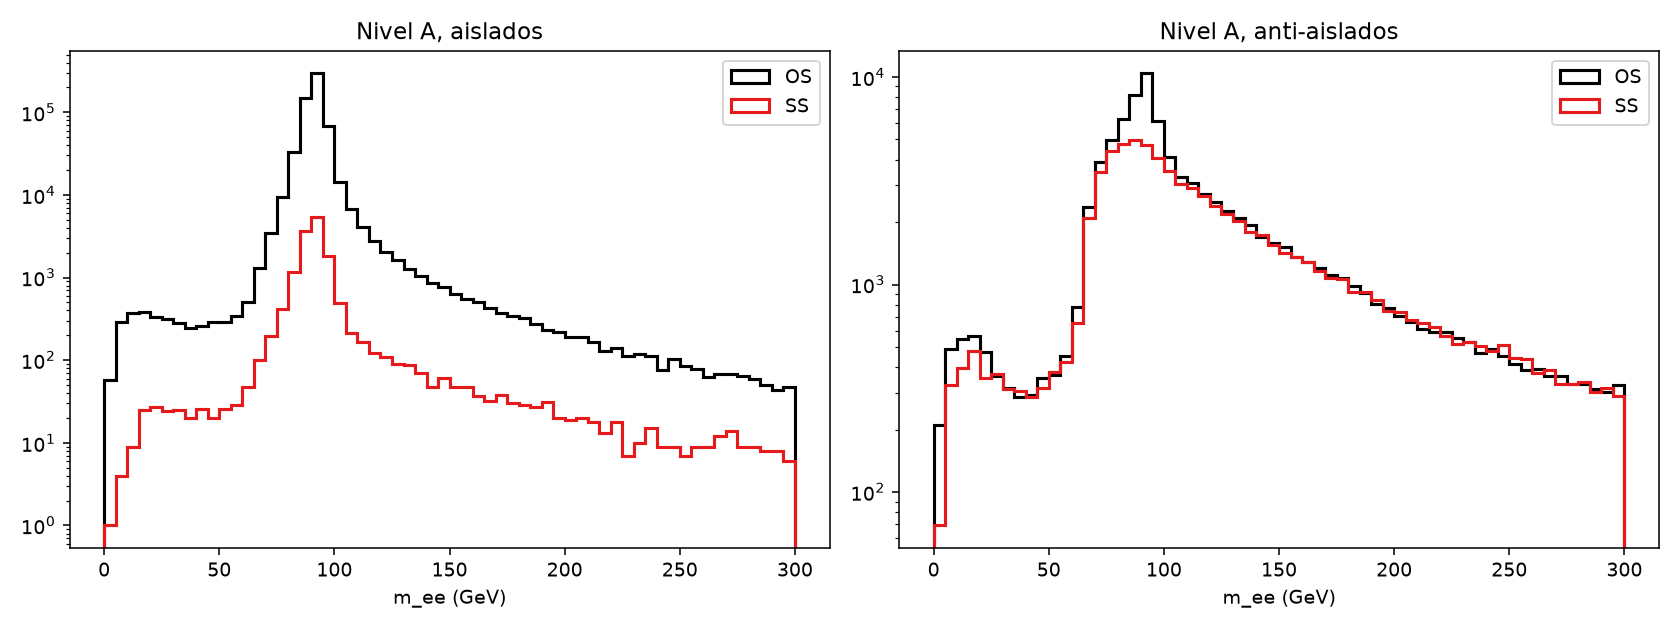 Nivel A, aislados
OS
SS
10^5
10^4
10^3
10^2
10^1
10^0
0 50 100 150 200 250 300
m_ee (GeV)
Nivel A, anti-aislados
OS
SS
10^4
10^3
10^2
0 50 100 150 200 250 300
m_ee (GeV)